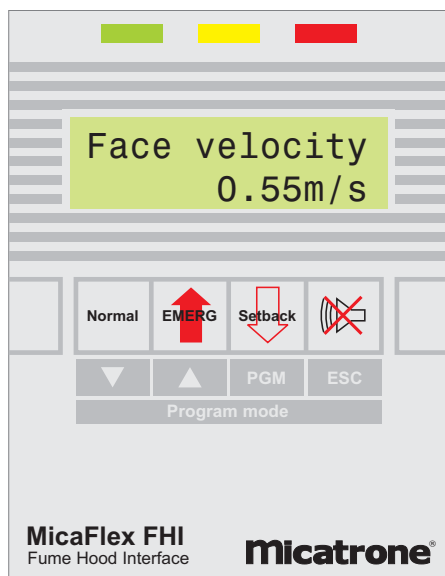 Face velocity
0.55m/s
Normal EMERG Setback
PGM ESC
Program mode
MicaFlex FHI
Fume Hood Interface
micatrone®